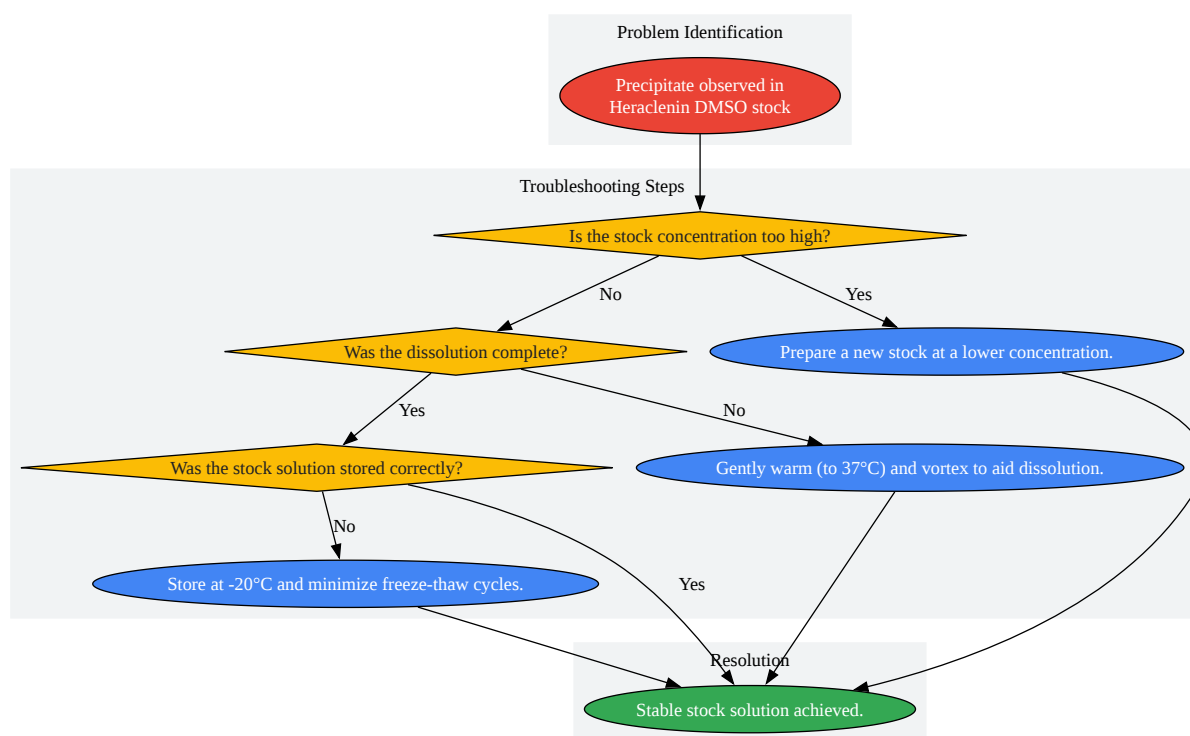 Problem Identification
Precipitate observed in
Heraclenin DMSO stock
Troubleshooting Steps
Is the stock concentration too high?
No
Yes
Was the dissolution complete?
Prepare a new stock at a lower concentration.
Yes
No
Was the stock solution stored correctly?
Gently warm (to 37°C) and vortex to aid dissolution.
No
Store at -20°C and minimize freeze-thaw cycles.
Yes
Resolution
Stable stock solution achieved.